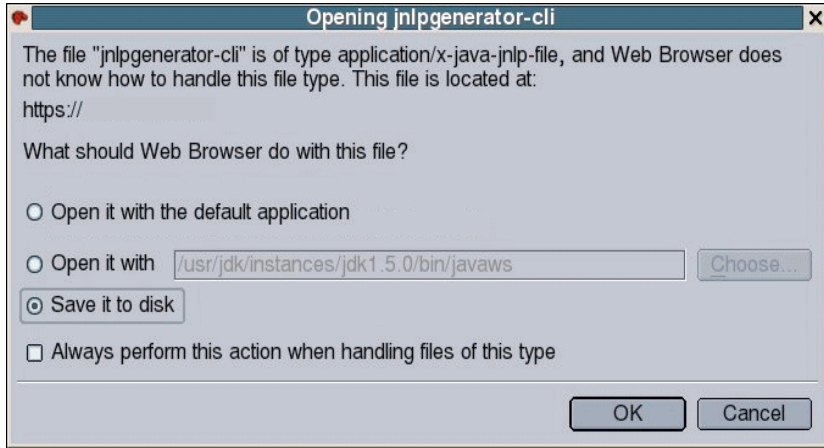 Opening jnlpgenerator-cli
The file "jnlpgenerator-cli" is of type application/x-java-jnlp-file, and Web Browser does
not know how to handle this file type. This file is located at:
https://
What should Web Browser do with this file?
Open it with the default application
Open it with /usr/jdk/instances/jdk1.5.0/bin/javaws Choose...
Save it to disk
Always perform this action when handling files of this type
OK Cancel